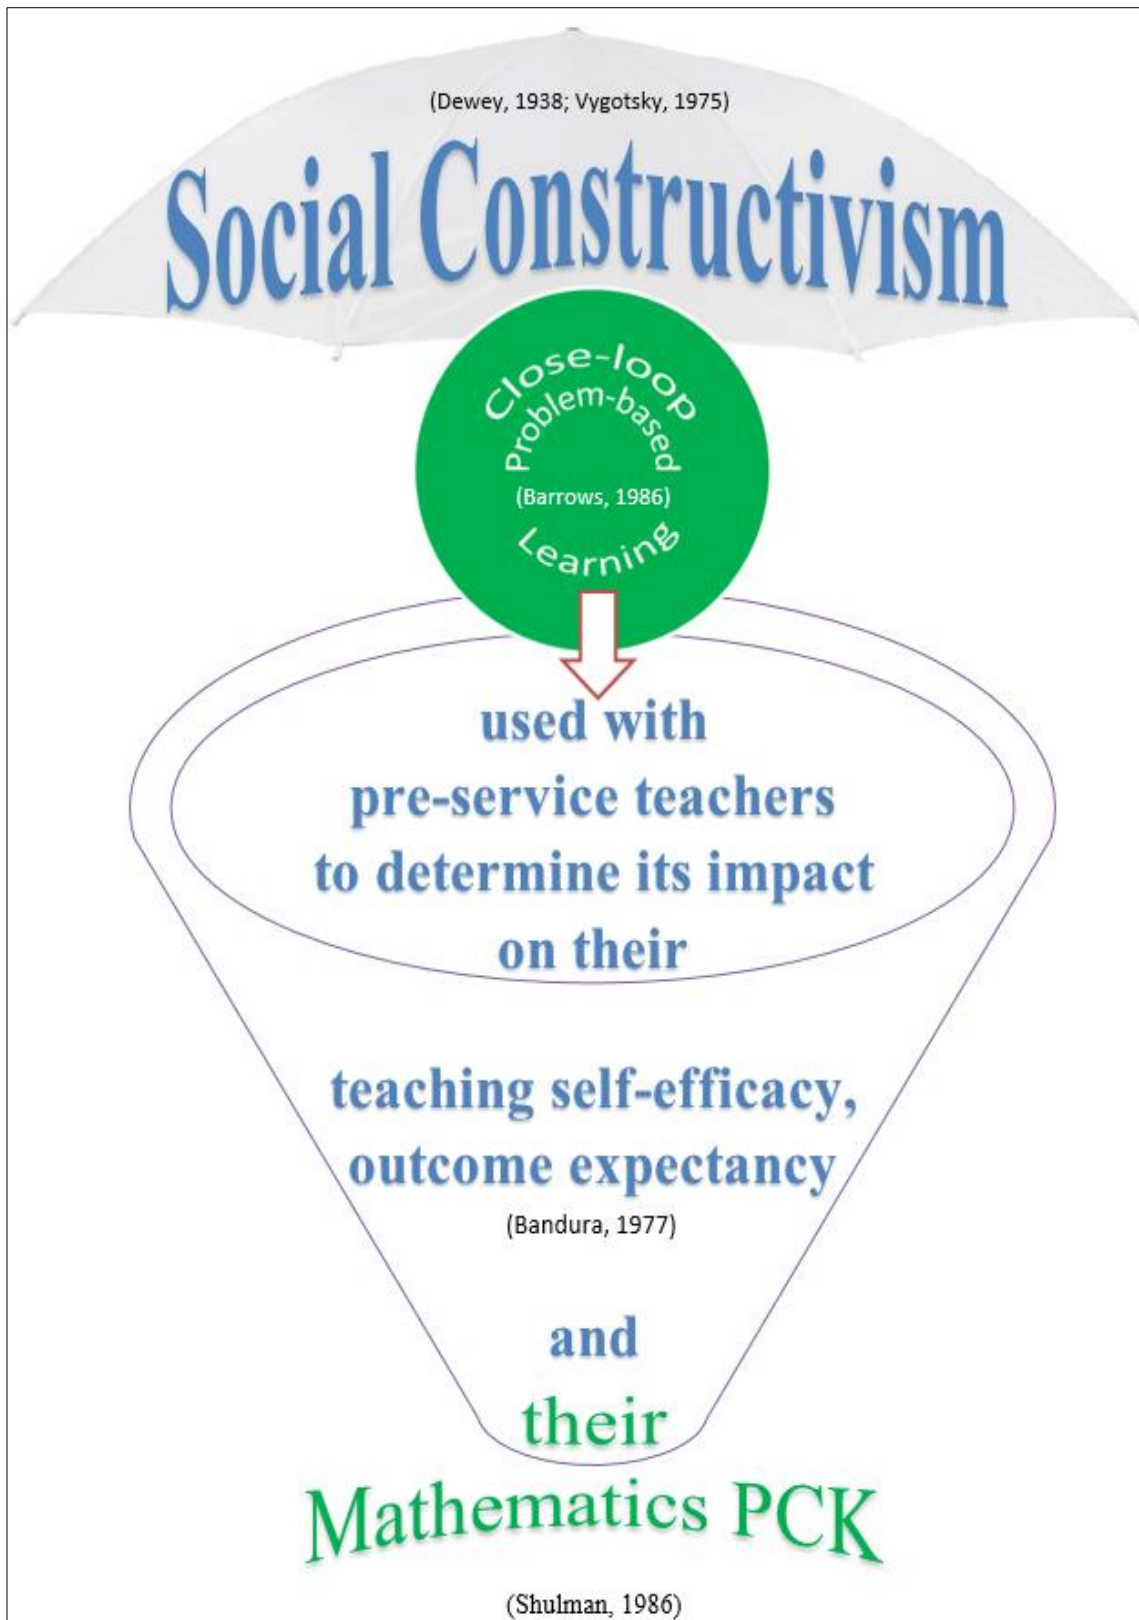 (Dewey, 1938; Vygotsky, 1975)
Social Constructivism
Close-loop
Problem-based
(Barrows, 1986)
Learning
used with
pre-service teachers
to determine its impact
on their
teaching self-efficacy,
outcome expectancy
(Bandura, 1977)
and
their
Mathematics PCK
(Shulman, 1986)